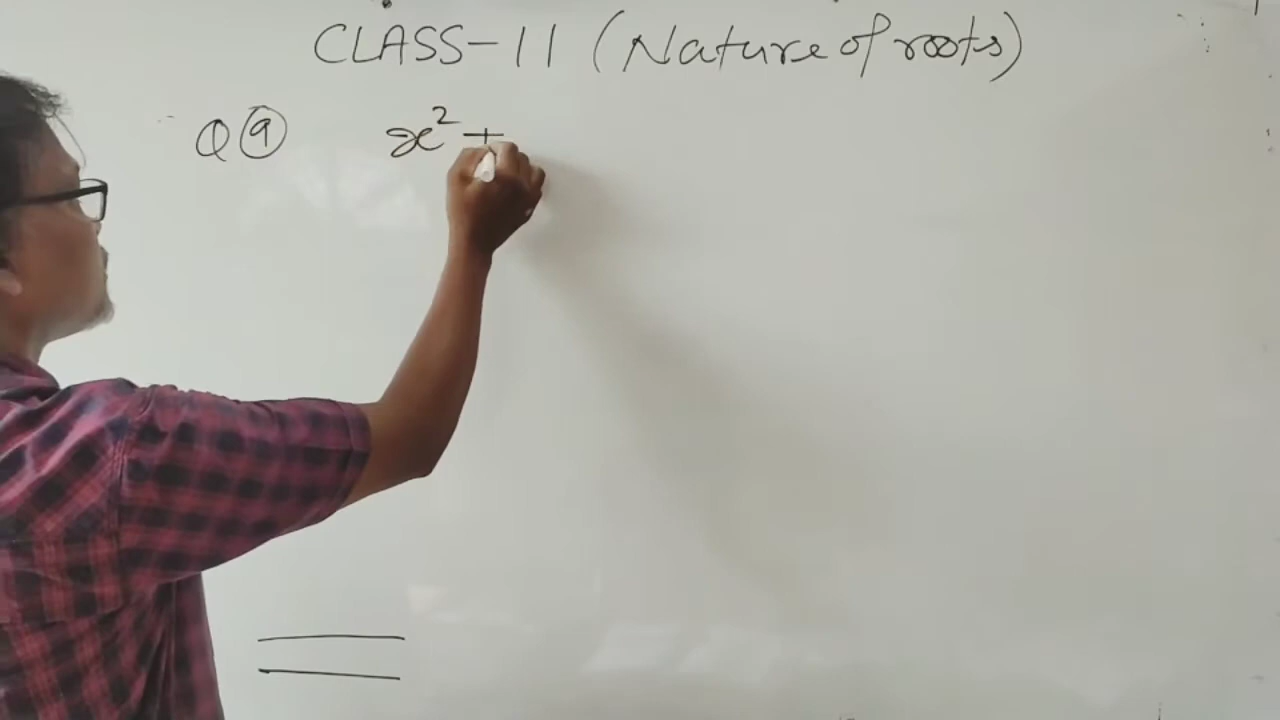 CLASS-11 (Nature of roots)
Q 9 x² +